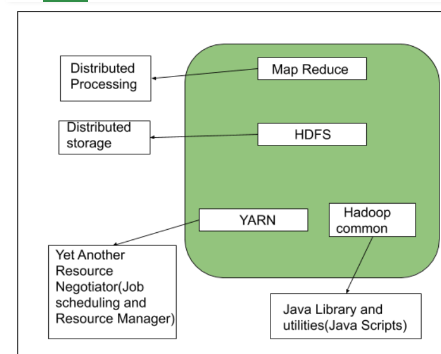 Distributed
Processing
Map Reduce
Distributed
storage
HDFS
YARN
Hadoop
common
Yet Another
Resource
Negotiator(Job
scheduling and
Resource Manager)
Java Library and
utilities(Java Scripts)